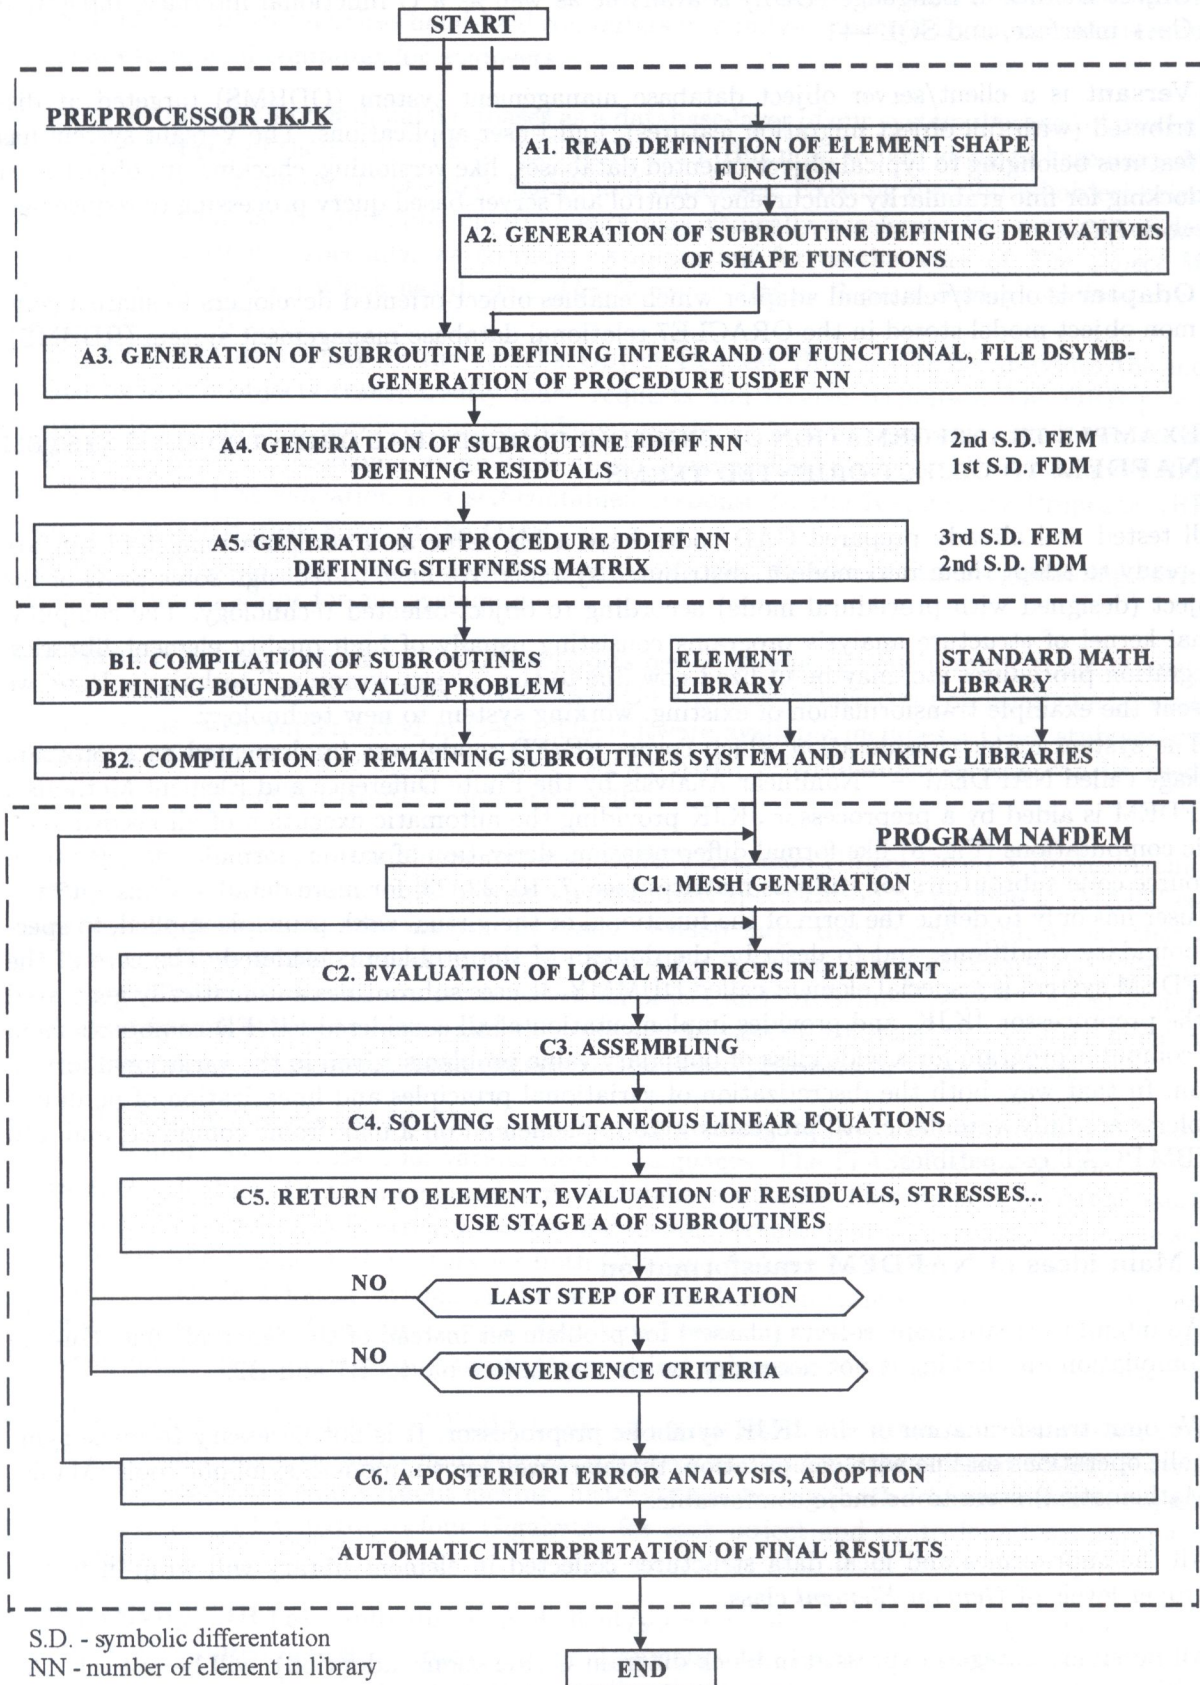 START
PREPROCESSOR JKJK
A1. READ DEFINITION OF ELEMENT SHAPE
FUNCTION
A2. GENERATION OF SUBROUTINE DEFINING DERIVATIVES
OF SHAPE FUNCTIONS
A3. GENERATION OF SUBROUTINE DEFINING INTEGRAND OF FUNCTIONAL, FILE DSYMB-
GENERATION OF PROCEDURE USDEF NN
A4. GENERATION OF SUBROUTINE FDIFF NN
DEFINING RESIDUALS
2nd S.D. FEM
1st S.D. FDM
A5. GENERATION OF PROCEDURE DDIFF NN
DEFINING STIFFNESS MATRIX
3rd S.D. FEM
2nd S.D. FDM
B1. COMPILATION OF SUBROUTINES
DEFINING BOUNDARY VALUE PROBLEM
ELEMENT
LIBRARY
STANDARD MATH.
LIBRARY
B2. COMPILATION OF REMAINING SUBROUTINES SYSTEM AND LINKING LIBRARIES
PROGRAM NAFDEM
C1. MESH GENERATION
C2. EVALUATION OF LOCAL MATRICES IN ELEMENT
C3. ASSEMBLING
C4. SOLVING SIMULTANEOUS LINEAR EQUATIONS
C5. RETURN TO ELEMENT, EVALUATION OF RESIDUALS, STRESSES...
USE STAGE A OF SUBROUTINES
NO
LAST STEP OF ITERATION
NO
CONVERGENCE CRITERIA
C6. A'POSTERIORI ERROR ANALYSIS, ADOPTION
AUTOMATIC INTERPRETATION OF FINAL RESULTS
S.D. - symbolic differentation
NN - number of element in library
END